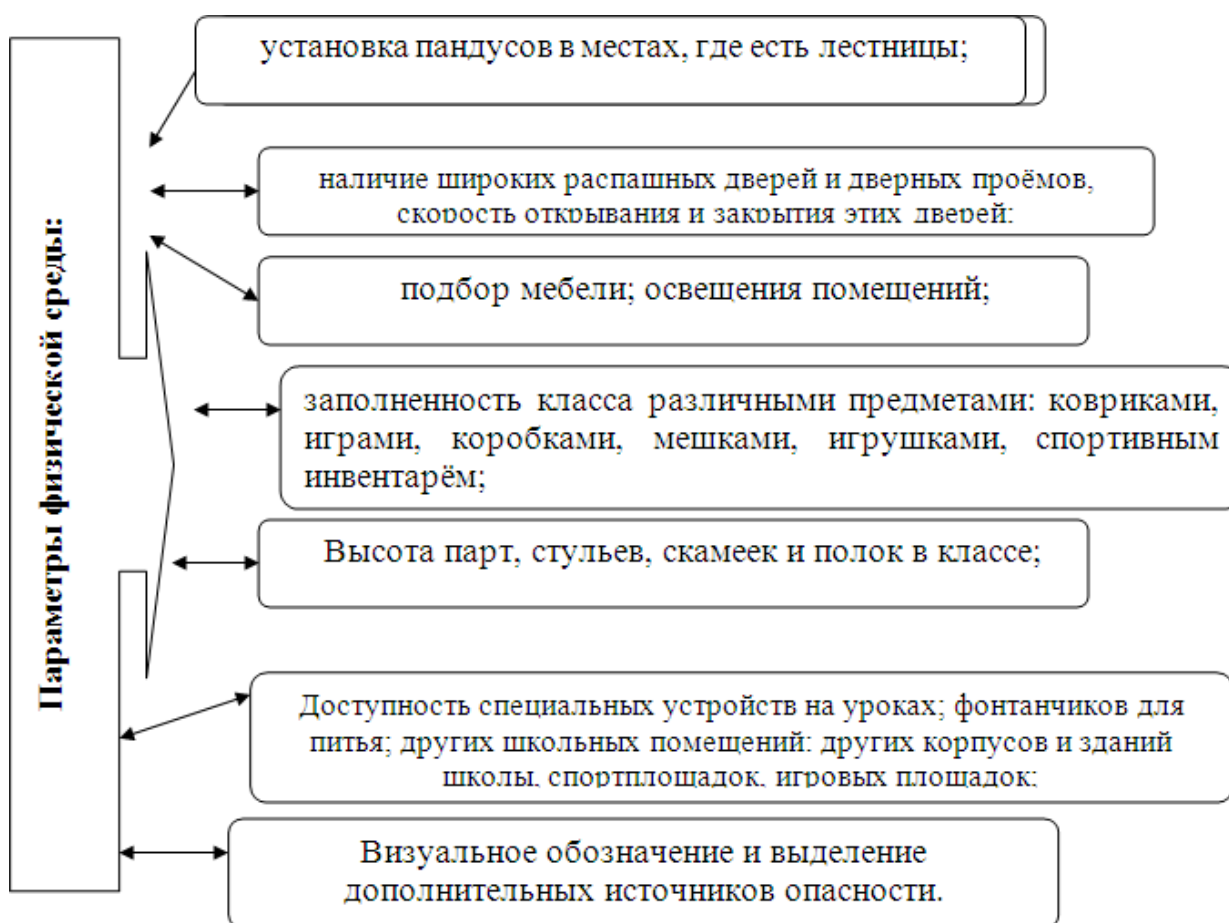 Параметры физической среды:
установка пандусов в местах, где есть лестницы;
наличие широких распашных дверей и дверных проёмов,
скорость открывания и закрытия этих дверей;
подбор мебели; освещения помещений;
заполненность класса различными предметами: ковриками,
играми, коробками, мешками, игрушками, спортивным
инвентарём;
Высота парт, стульев, скамеек и полок в классе;
Доступность специальных устройств на уроках; фонтанчиков для
питья; других школьных помещений: других корпусов и зданий
школы, спортплощадок, игровых площадок;
Визуальное обозначение и выделение
дополнительных источников опасности.